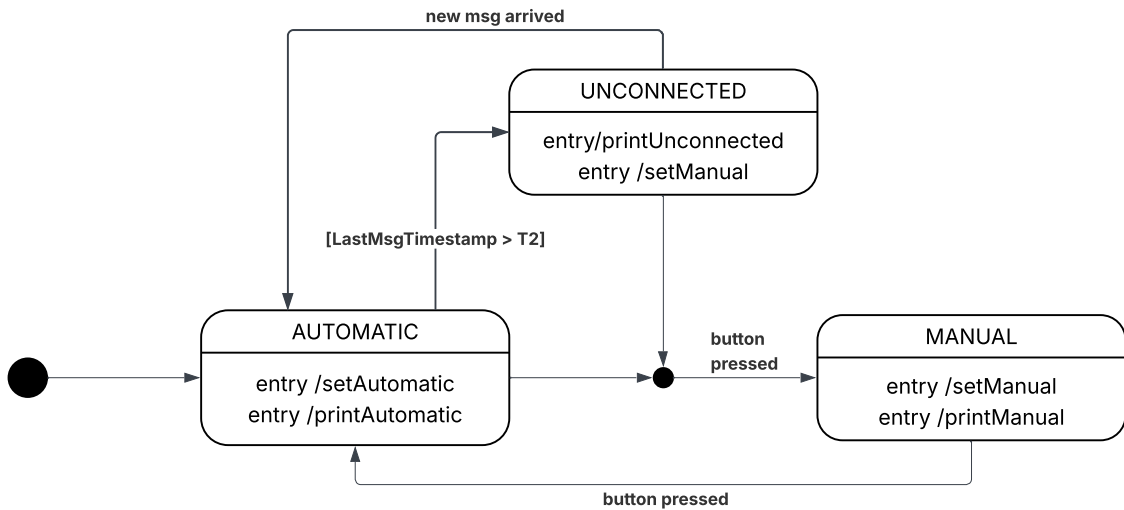 new msg arrived
UNCONNECTED
entry/printUnconnected
entry /setManual
[LastMsgTimestamp > T2]
AUTOMATIC
entry /setAutomatic
entry /printAutomatic
button
pressed
MANUAL
entry /setManual
entry /printManual
button pressed